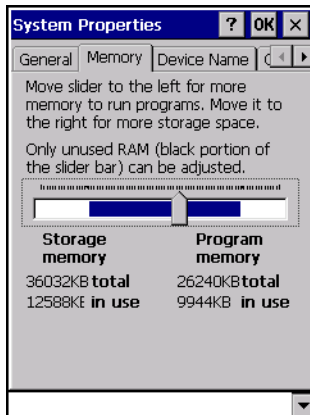 System Properties ? OK ×
General Memory Device Name
Move slider to the left for more
memory to run programs. Move it to
the right for more storage space.
Only unused RAM (black portion of
the slider bar) can be adjusted.
Storage memory Program memory
36032KB total 26240KB total
12588KB in use 9944KB in use